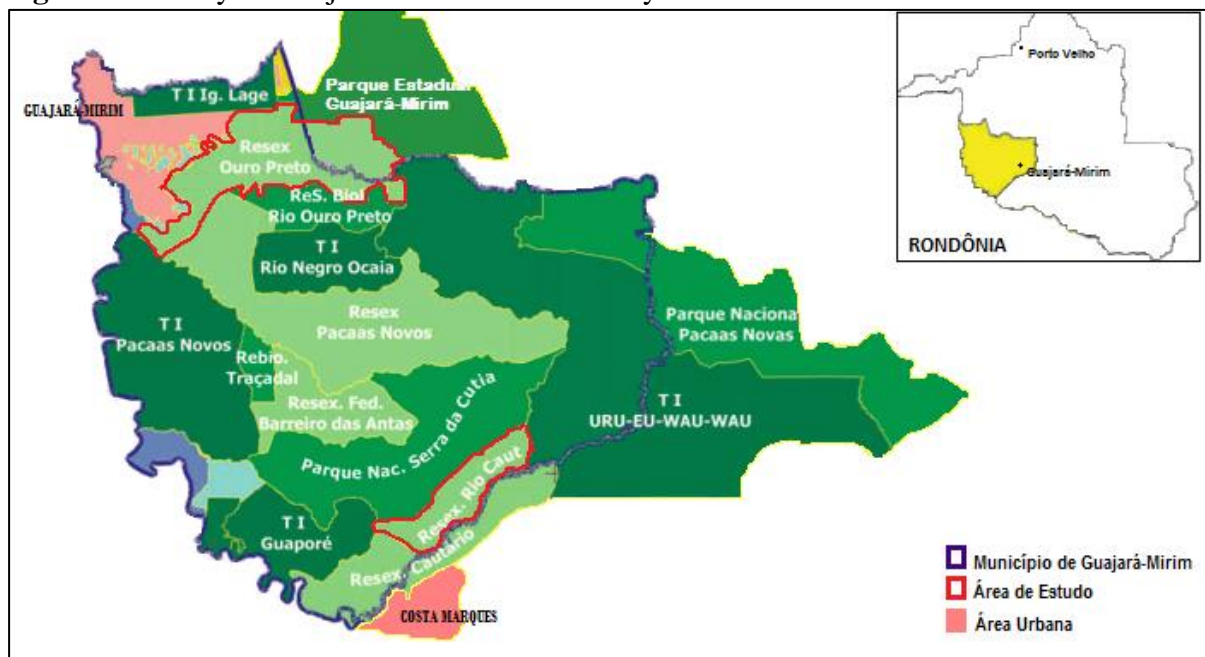 GUAJARÁ-MIRIM
T I Ig. Lage
Parque Estadua
Guajará-Mirim
Resex
Ouro Preto
ReS. Biol
Rio Ouro Preto
T I
Rio Negro Ocaia
T I
Pacaas Novos
Resex
Pacaas Novos
Rebio.
Traçadal
Resex. Fed.
Barreiro das Antas
Parque Nac. Serra da Cutia
Parque Naciona
Pacaas Novas
T I
URU-EU-WAU-WAU
Resex. Rio Caut
T I
Guaporé
Resex. Cautário
COSTA MARQUES
Porto Velho
Guajará-Mirim
RONDÔNIA
Município de Guajará-Mirim
Área de Estudo
Área Urbana